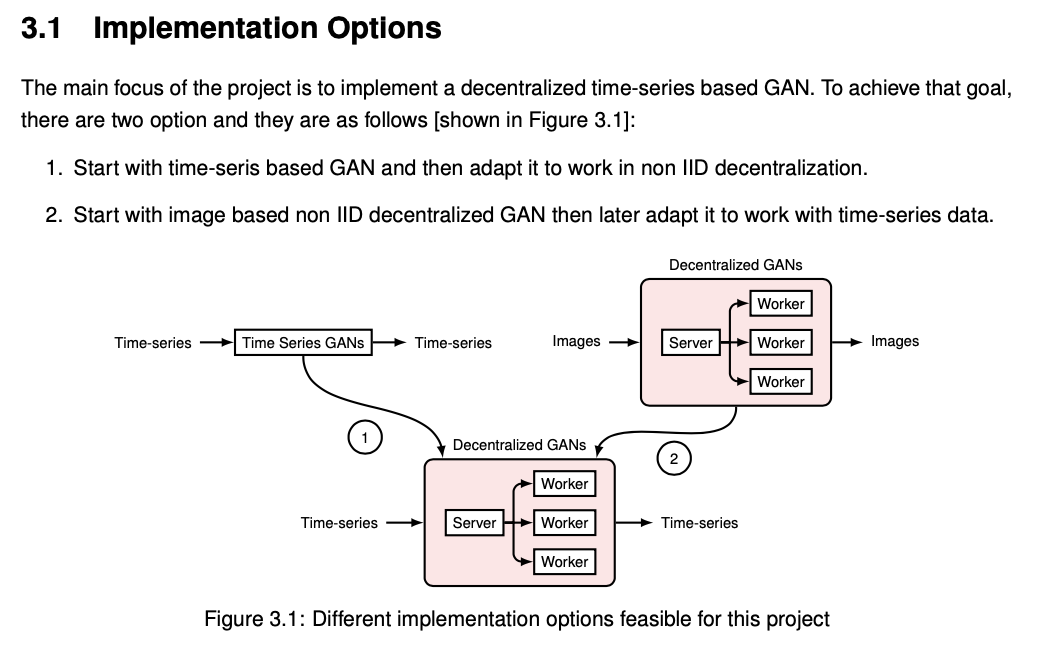 3.1 Implementation Options
The main focus of the project is to implement a decentralized time-series based GAN. To achieve that goal,
there are two option and they are as follows [shown in Figure 3.1]:
1. Start with time-seris based GAN and then adapt it to work in non IID decentralization.
2. Start with image based non IID decentralized GAN then later adapt it to work with time-series data.
Decentralized GANs
Worker
Time-series
Time Series GANs
Time-series
Images
Server
Worker
Images
Worker
1
Decentralized GANs
2
Worker
Time-series
Server
Worker
Time-series
Worker
Figure 3.1: Different implementation options feasible for this project